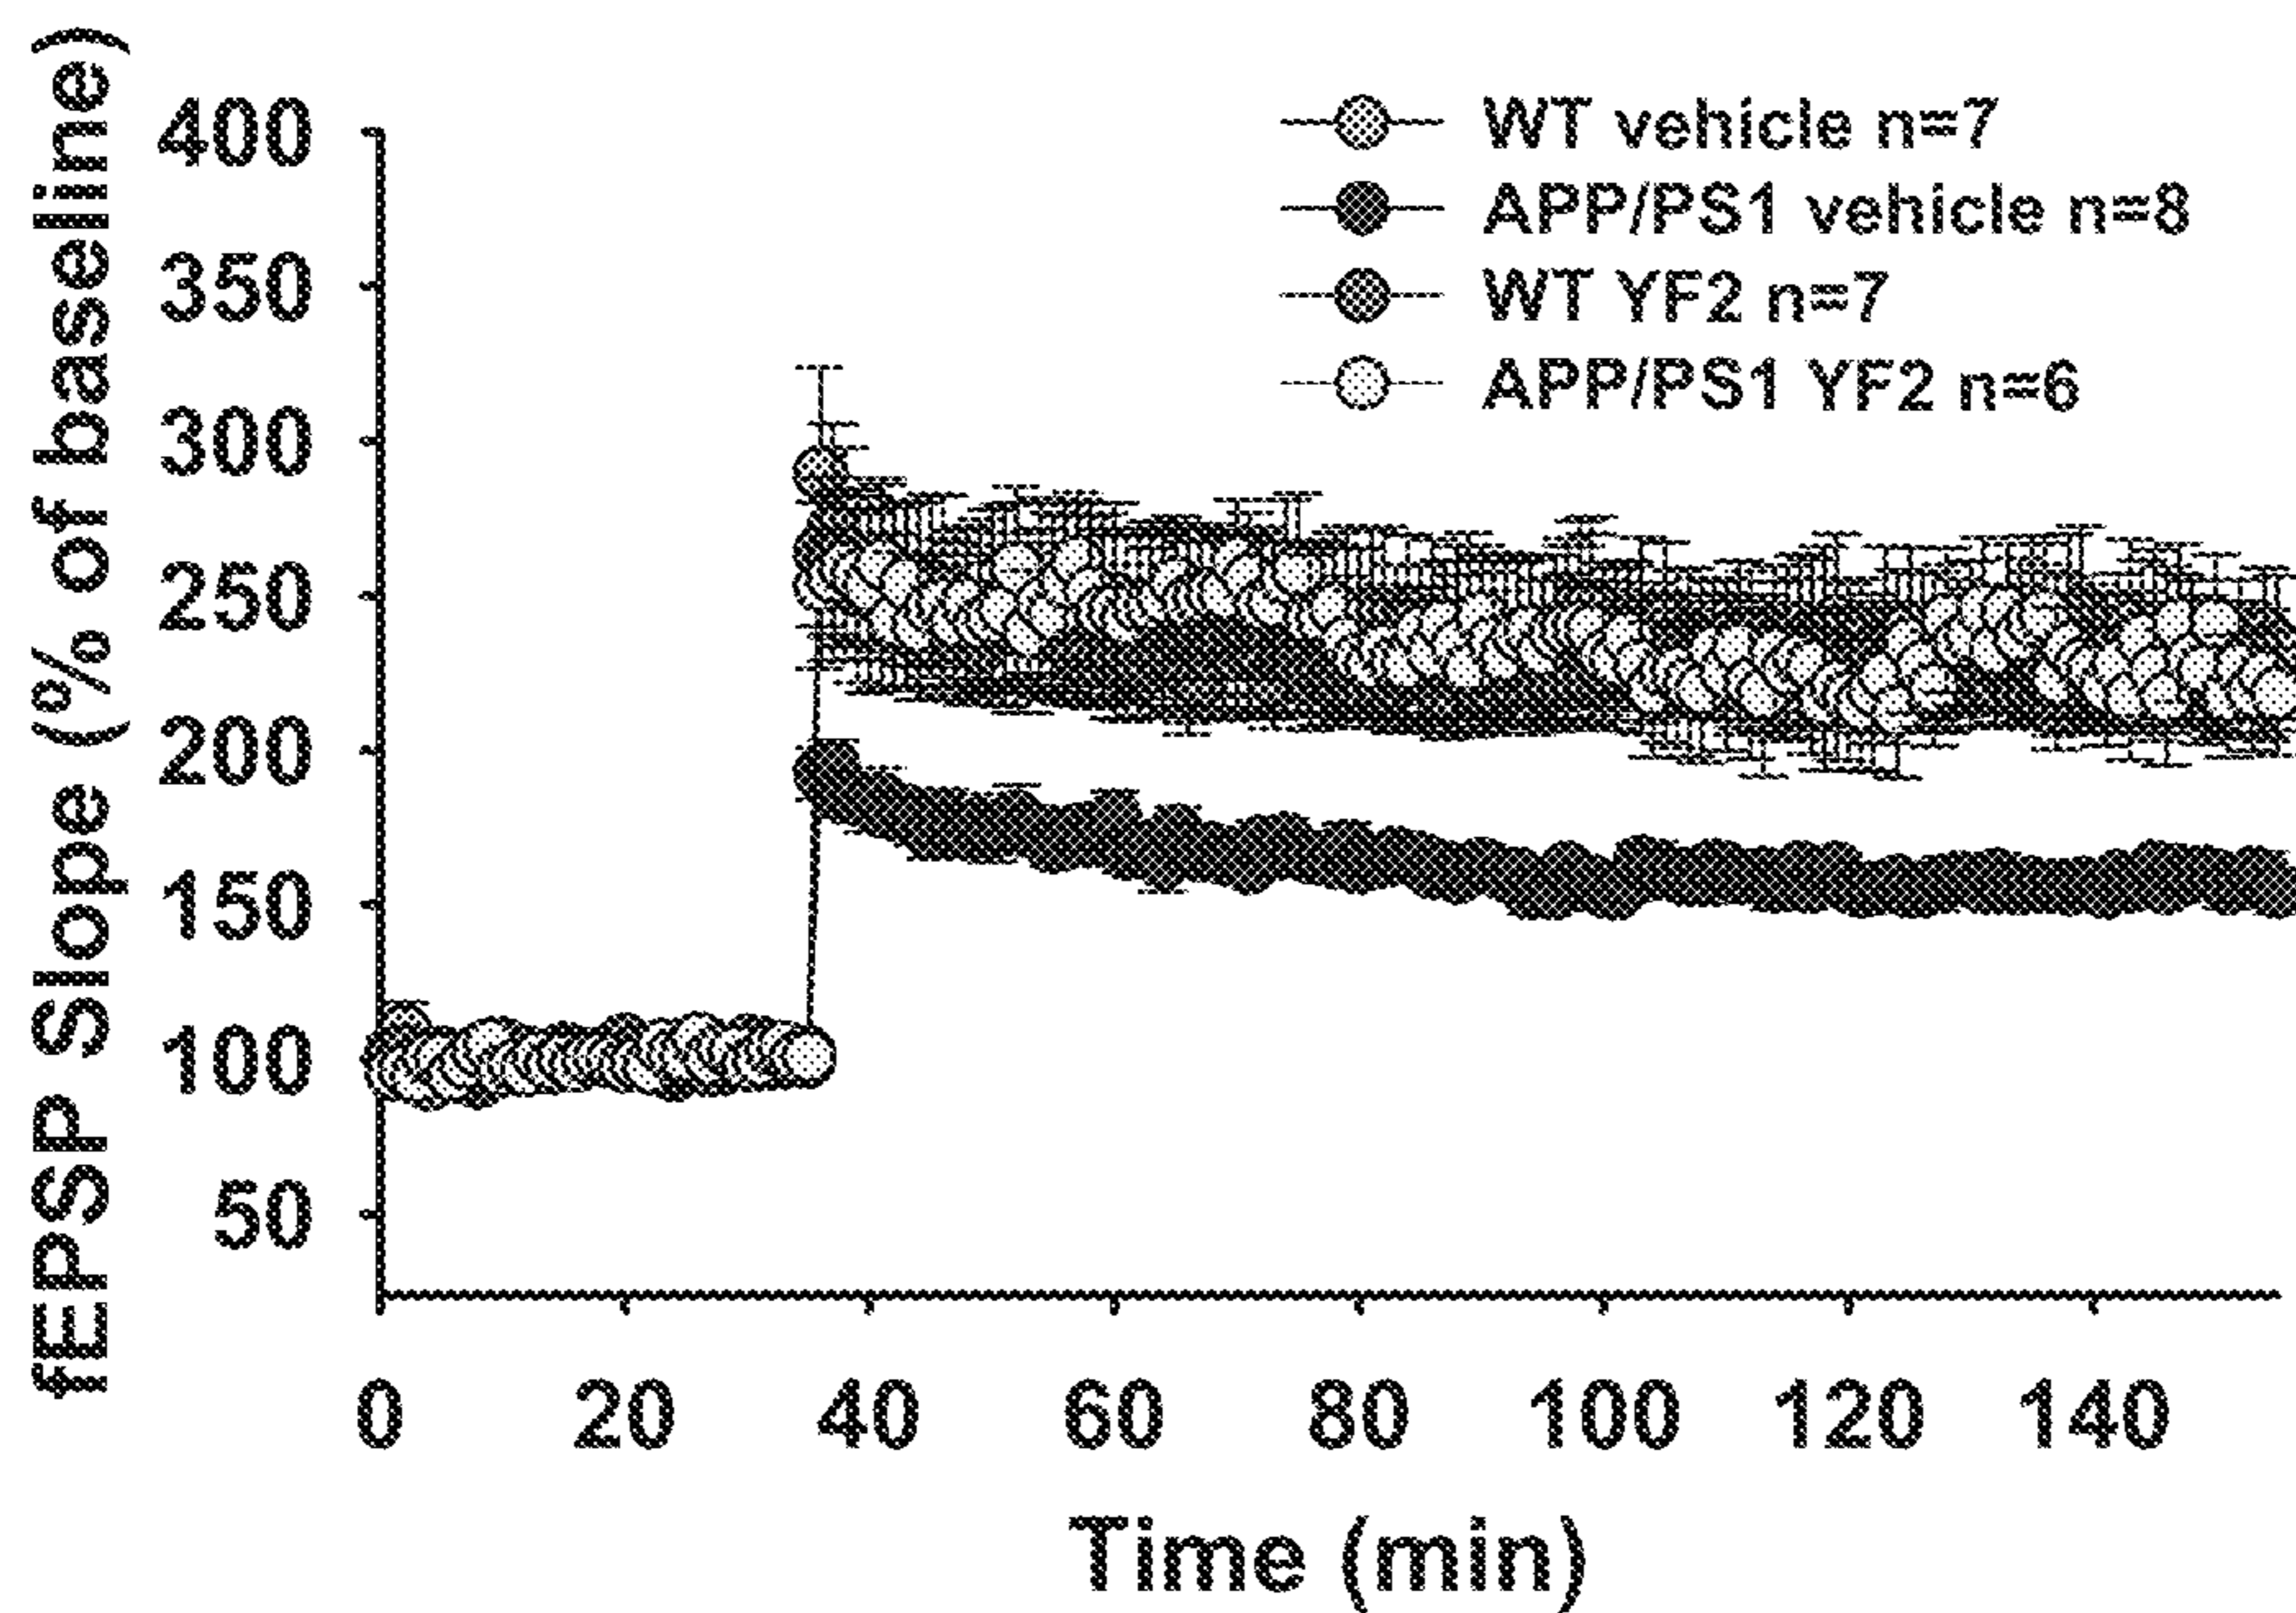 fEPSP Slope (% of baseline)
400
350
300
250
200
150
100
50
WT vehicle n=7
APP/PS1 vehicle n=8
WT YF2 n=7
APP/PS1 YF2 n=6
0 20 40 60 80 100 120 140
Time (min)